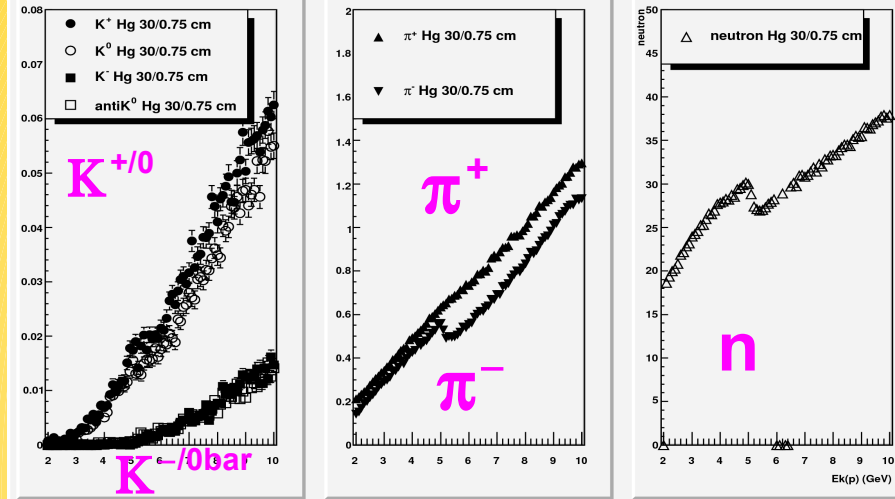 0.08
0.07
0.06
0.05
0.04
0.03
0.02
0.01
0
K⁺ Hg 30/0.75 cm
K⁰ Hg 30/0.75 cm
K⁻ Hg 30/0.75 cm
antiK⁰ Hg 30/0.75 cm
K⁺/⁰
K⁻/0bar
2 3 4 5 6 7 8 9 10
2
1.8
1.6
1.4
1.2
1
0.8
0.6
0.4
0.2
0
π⁺ Hg 30/0.75 cm
π⁻ Hg 30/0.75 cm
π⁺
π⁻
2 3 4 5 6 7 8 9 10
neutron
50
45
40
35
30
25
20
15
10
5
0
neutron Hg 30/0.75 cm
n
2 3 4 5 6 7 8 9 10
Ek(p) (GeV)